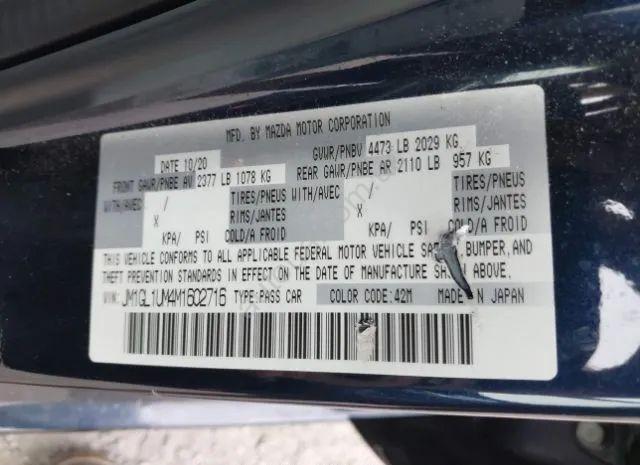 MFD. BY MAZDA MOTOR CORPORATION
DATE 10/20 GVWR/PNBV 4473 LB 2029 KG
FRONT GAWR/PNBE AV 2377 LB 1078 KG REAR GAWR/PNBE AR 2110 LB 957 KG
WITH/AVEC TIRES/PNEUS WITH/AVEC TIRES/PNEUS
/ RIMS/JANTES / RIMS/JANTES
X X
KPA/ PSI COLD/A FROID KPA/ PSI COLD/A FROID
THIS VEHICLE CONFORMS TO ALL APPLICABLE FEDERAL MOTOR VEHICLE BUMPER, AND
THEFT PREVENTION STANDARDS IN EFFECT ON THE DATE OF MANUFACTURE SHOWN ABOVE.
VIN: JM1GL1UM4M1602716 TYPE: PASS CAR COLOR CODE: 42M MADE IN JAPAN